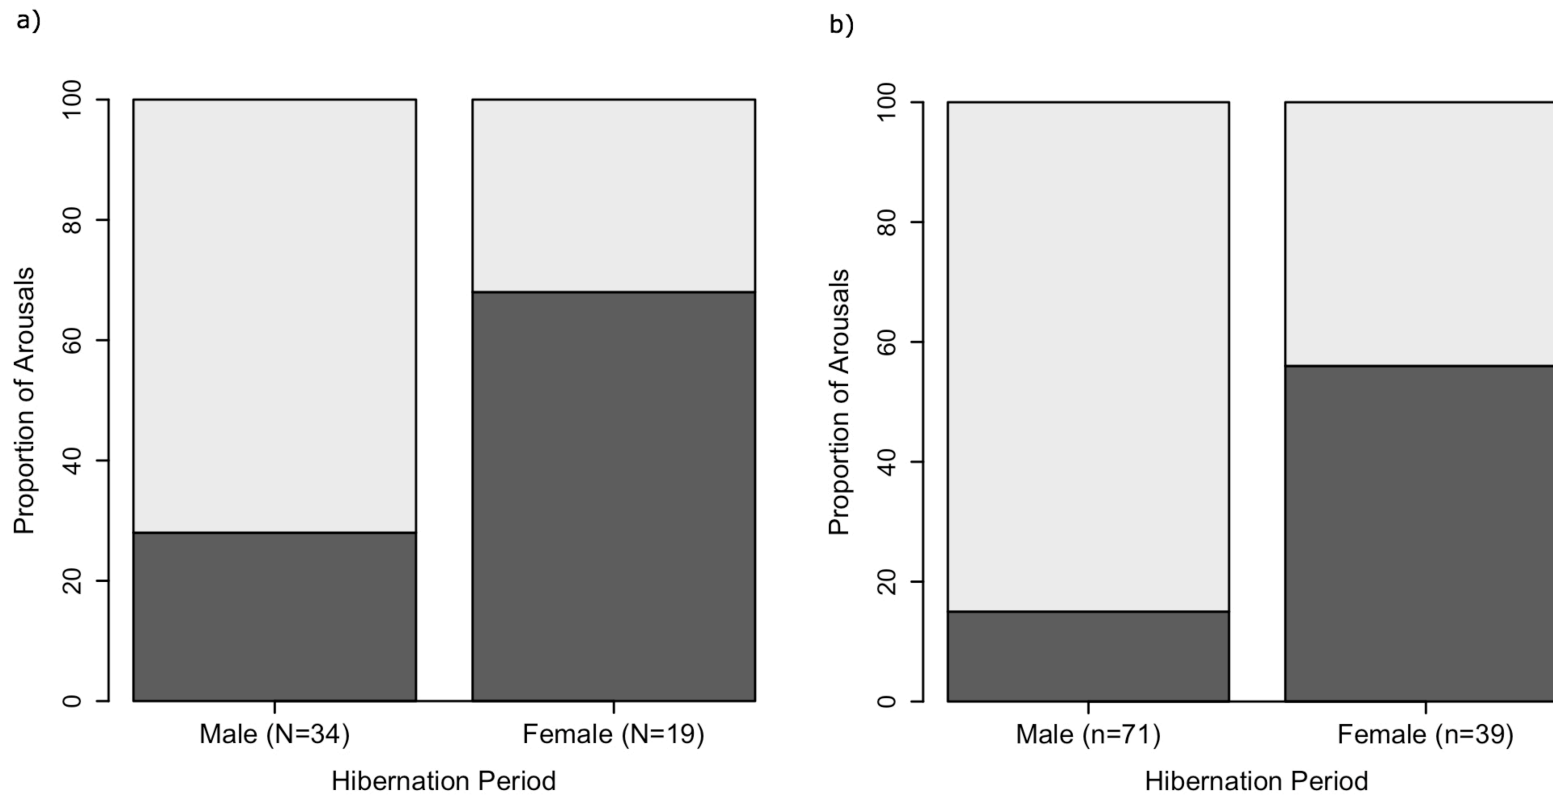 a)
100
80
60
40
20
0
Proportion of Arousals
Male (N=34)
Female (N=19)
Hibernation Period
b)
100
80
60
40
20
0
Proportion of Arousals
Male (n=71)
Female (n=39)
Hibernation Period